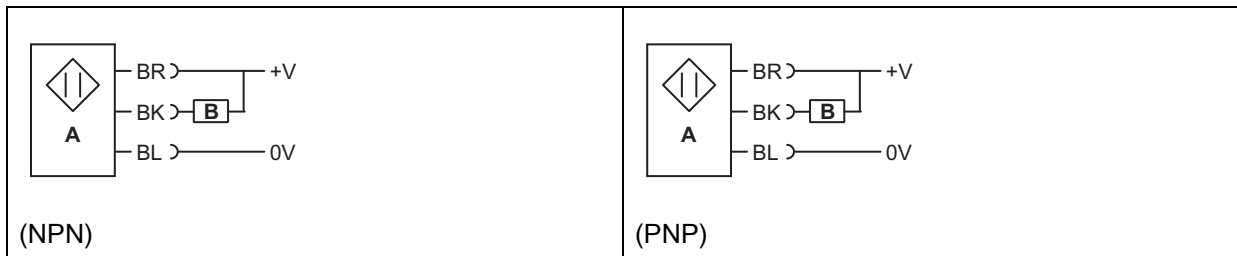 BR +V
BK B
A
BL 0V
(NPN)
BR +V
BK B
A
BL 0V
(PNP)